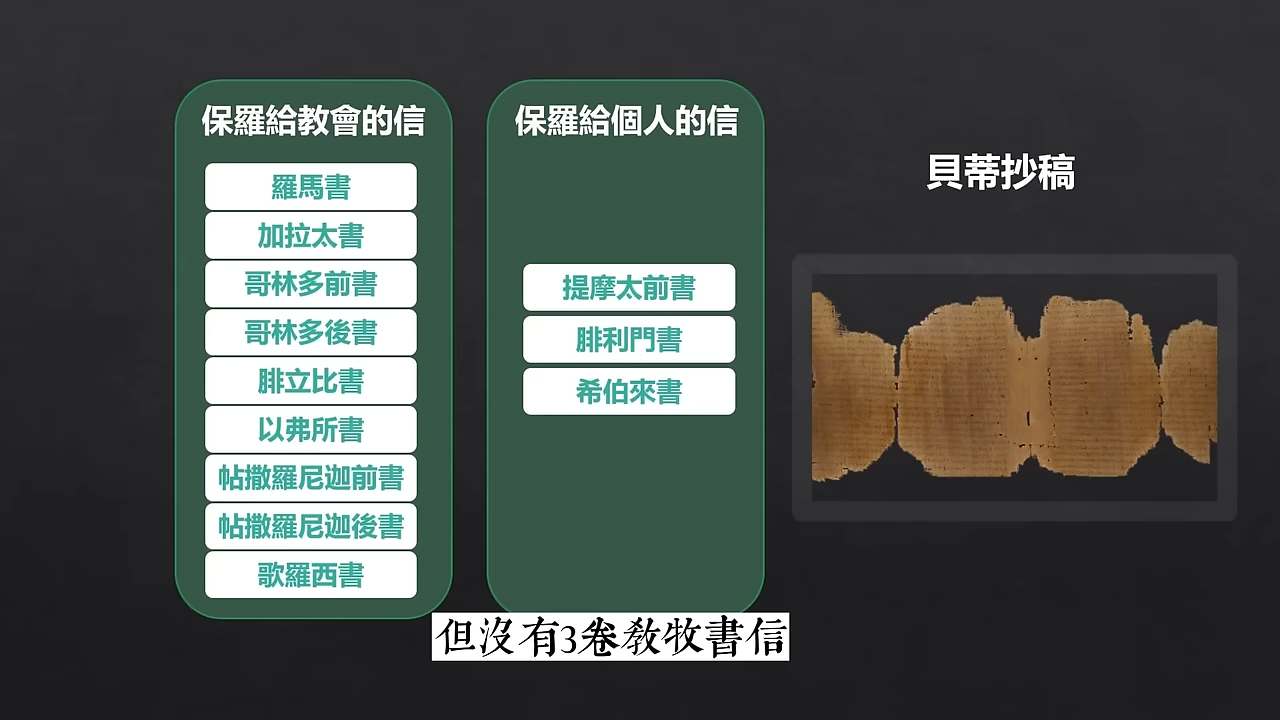 保羅給教會的信
羅馬書
加拉太書
哥林多前書
哥林多後書
腓立比書
以弗所書
帖撒羅尼迦前書
帖撒羅尼迦後書
歌羅西書
保羅給個人的信
提摩太前書
腓利門書
希伯來書
貝蒂抄稿
但沒有3卷教牧書信